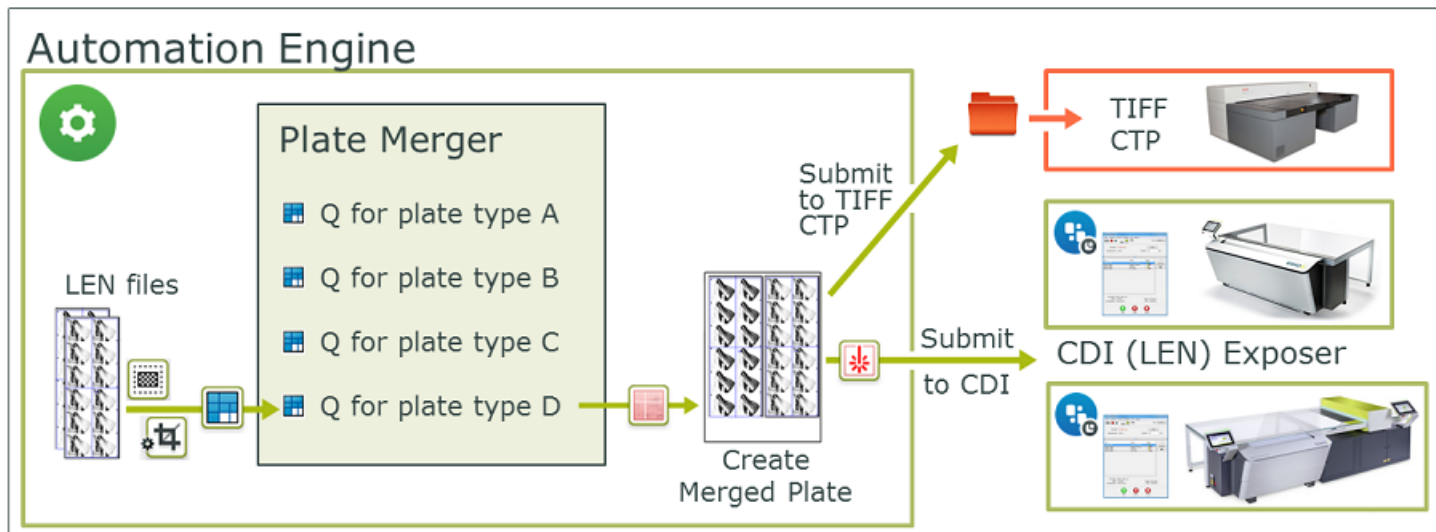 Automation Engine
Plate Merger
Q for plate type A
Q for plate type B
Q for plate type C
Q for plate type D
LEN files
Create
Merged Plate
Submit
to TIFF
CTP
TIFF
CTP
Submit
to CDI
CDI (LEN) Exposer